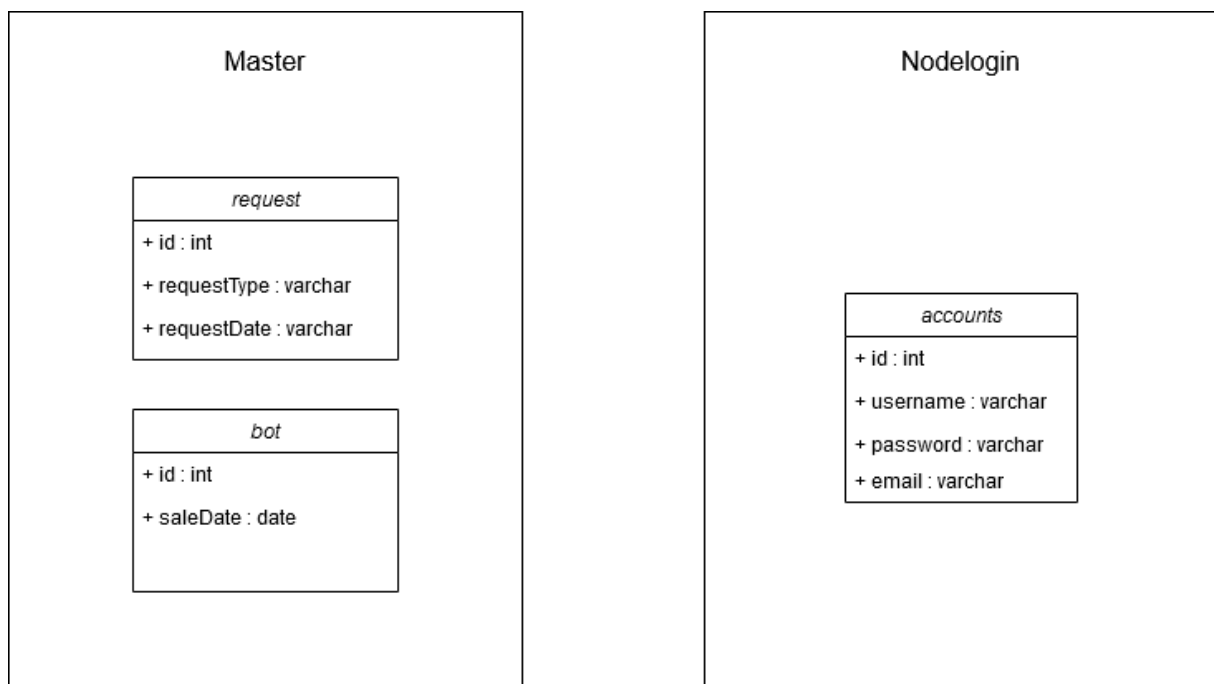 Master
request
+ id : int
+ requestType : varchar
+ requestDate : varchar
bot
+ id : int
+ saleDate : date
Nodelogin
accounts
+ id : int
+ username : varchar
+ password : varchar
+ email : varchar